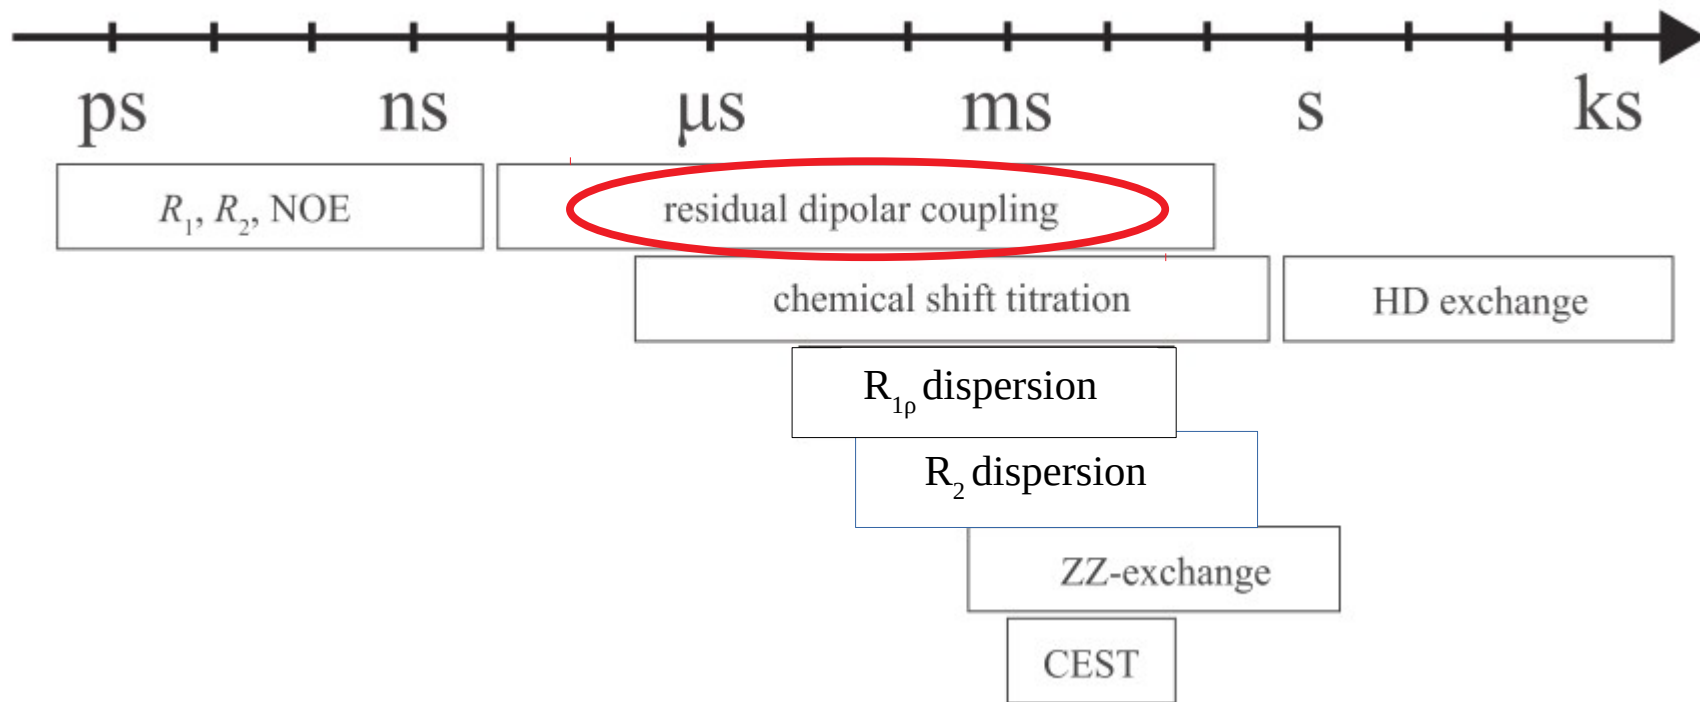 ps ns μs ms s ks
R1, R2, NOE residual dipolar coupling
chemical shift titration HD exchange
R1ρ dispersion
R2 dispersion
ZZ-exchange
CEST